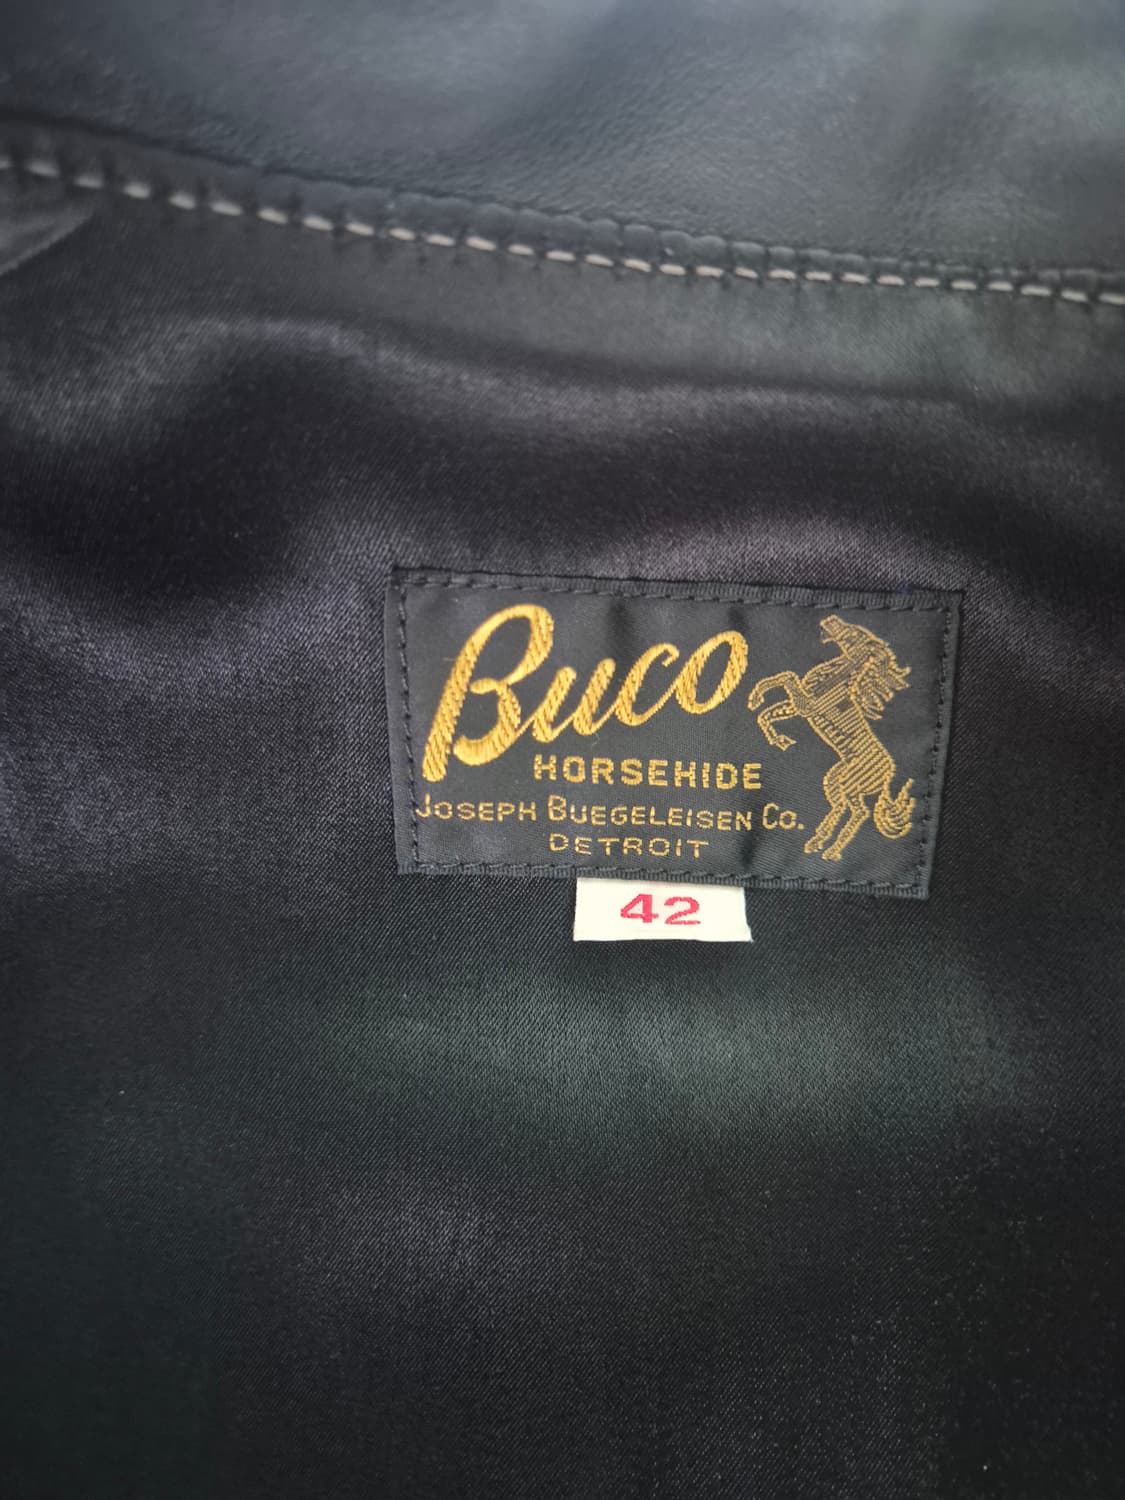 Buco
HORSEHIDE
JOSEPH BUEGELEISEN CO.
DETROIT
42